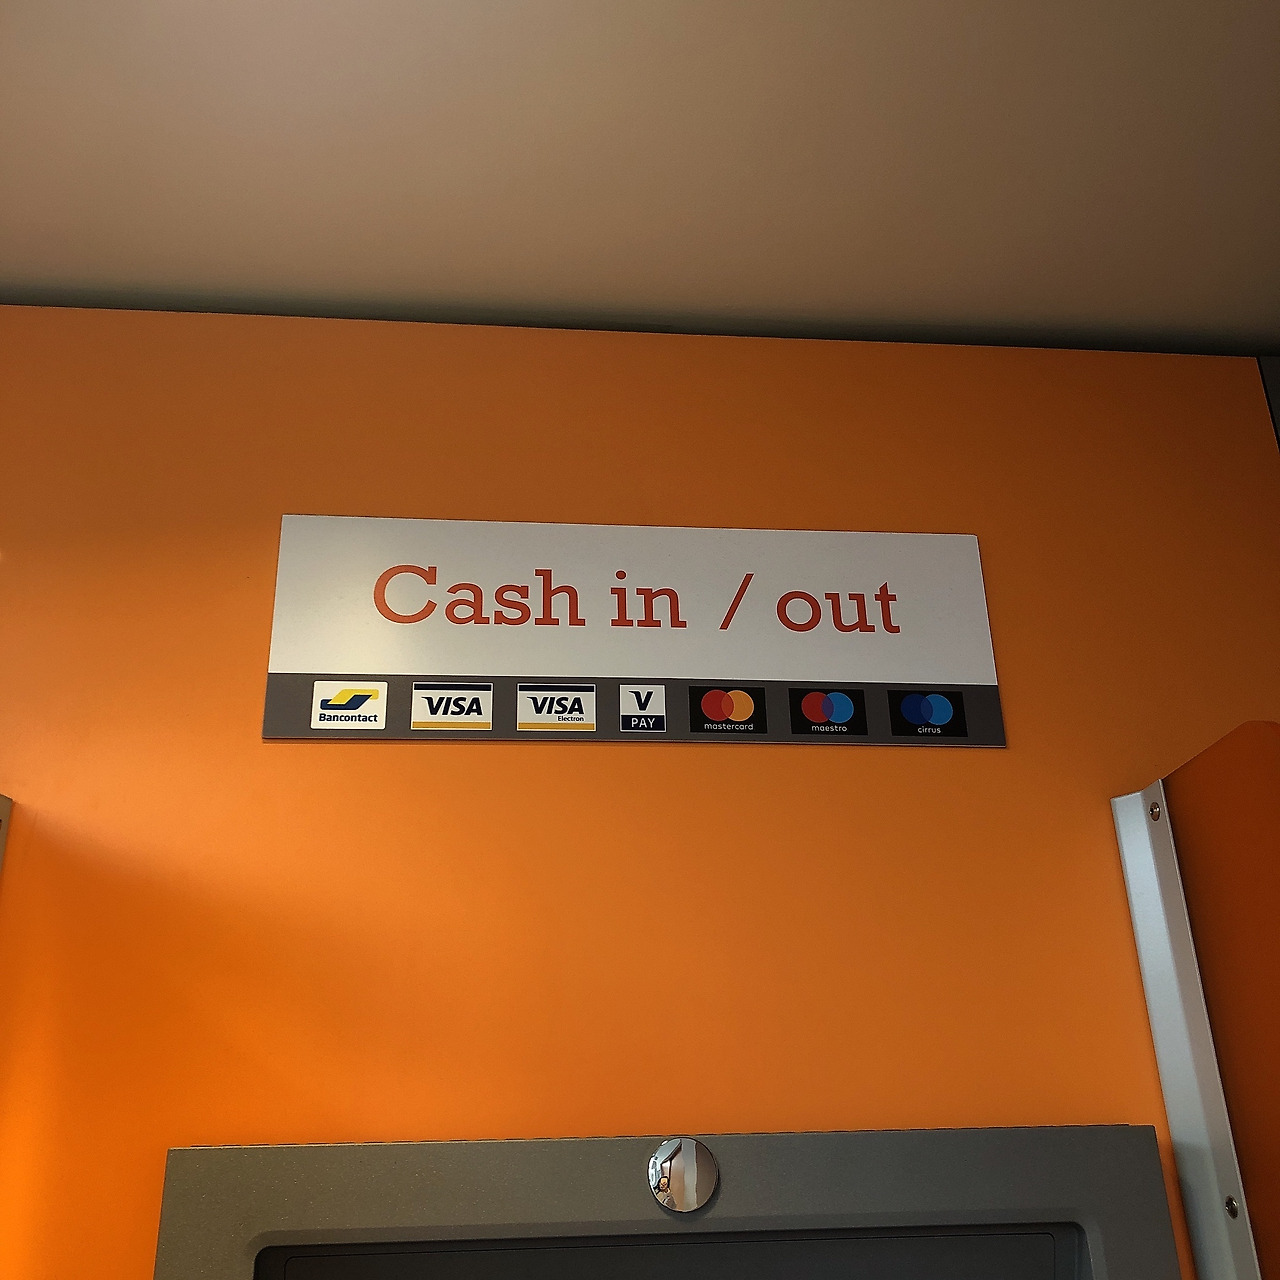 Cash in / out
Bancontact VISA VISA Electron V PAY mastercard maestro cirrus